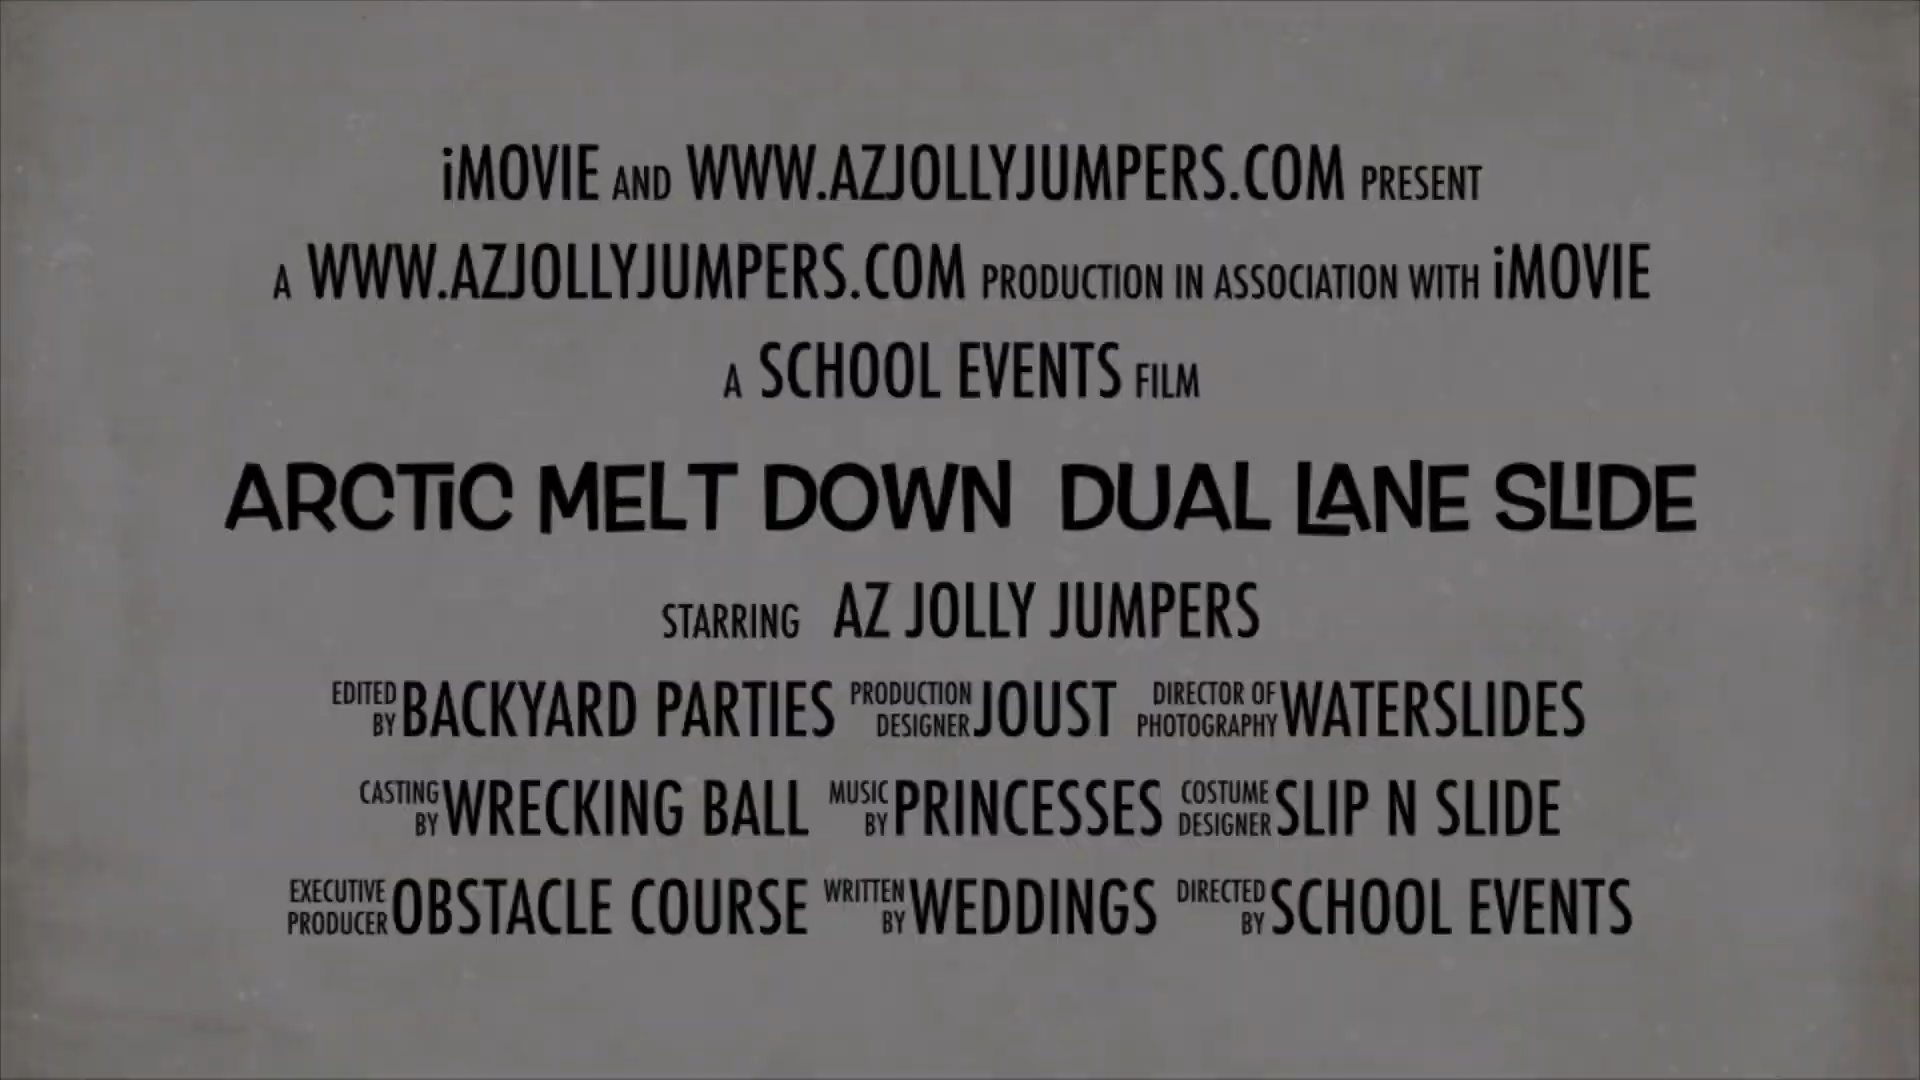 iMOVIE AND WWW.AZJOLLYJUMPERS.COM PRESENT
A WWW.AZJOLLYJUMPERS.COM PRODUCTION IN ASSOCIATION WITH iMOVIE
A SCHOOL EVENTS FILM
ARCTIC MELT DOWN DUAL LANE SLIDE
STARRING AZ JOLLY JUMPERS
EDITED BY BACKYARD PARTIES PRODUCTION DESIGNER JOUST DIRECTOR OF PHOTOGRAPHY WATERSLIDES
CASTING BY WRECKING BALL MUSIC BY PRINCESSES COSTUME DESIGNER SLIP N SLIDE
EXECUTIVE PRODUCER OBSTACLE COURSE WRITTEN BY WEDDINGS DIRECTED BY SCHOOL EVENTS